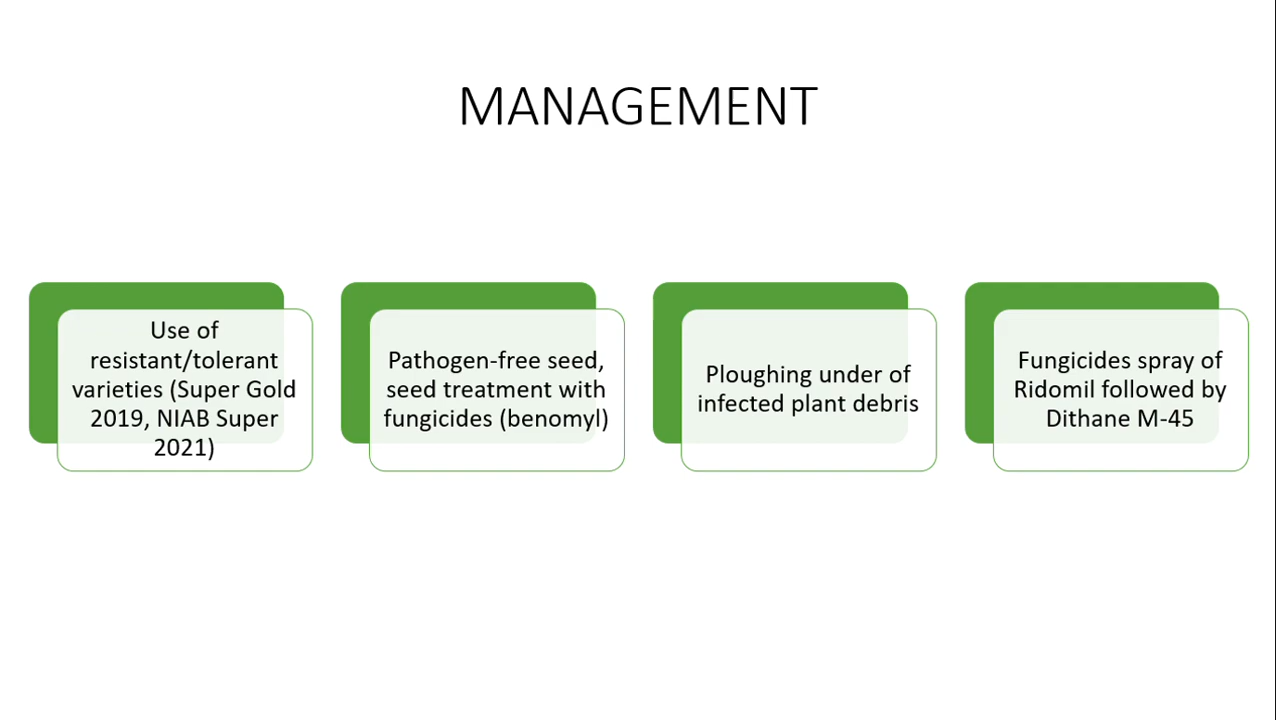 MANAGEMENT
Use of
resistant/tolerant
varieties (Super Gold
2019, NIAB Super
2021)
Pathogen-free seed,
seed treatment with
fungicides (benomyl)
Ploughing under of
infected plant debris
Fungicides spray of
Ridomil followed by
Dithane M-45